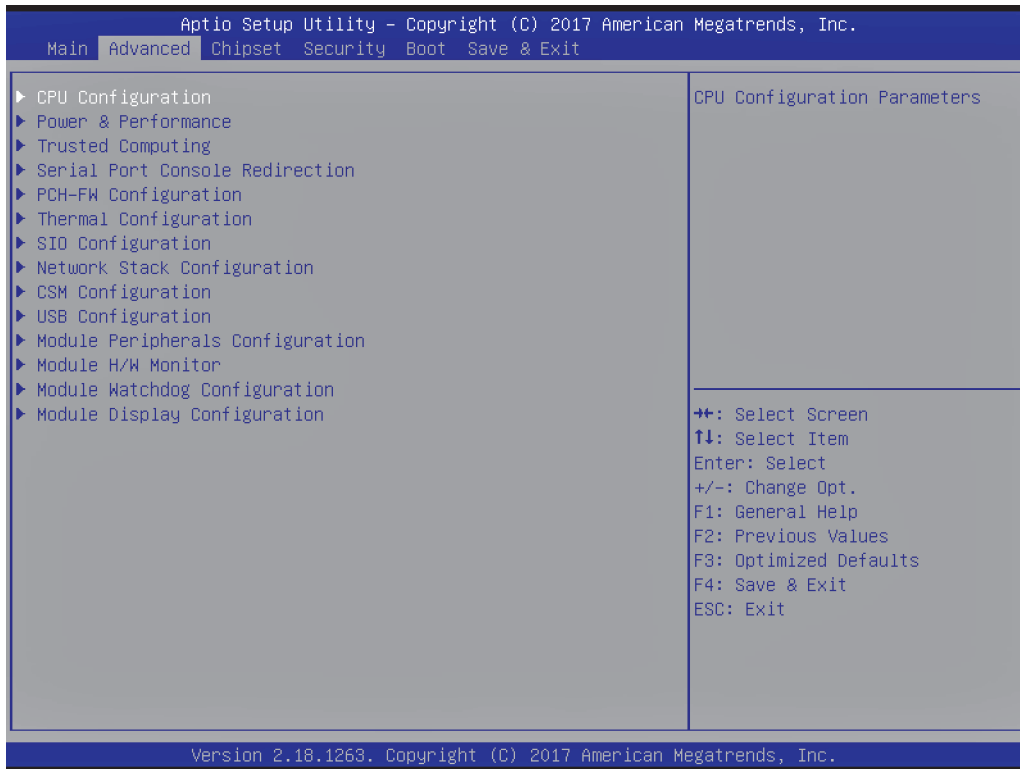 Aptio Setup Utility – Copyright (C) 2017 American Megatrends, Inc.
Main Advanced Chipset Security Boot Save & Exit
CPU Configuration
Power & Performance
Trusted Computing
Serial Port Console Redirection
PCH-FW Configuration
Thermal Configuration
SIO Configuration
Network Stack Configuration
CSM Configuration
USB Configuration
Module Peripherals Configuration
Module H/W Monitor
Module Watchdog Configuration
Module Display Configuration
CPU Configuration Parameters
→←: Select Screen
↑↓: Select Item
Enter: Select
+/-: Change Opt.
F1: General Help
F2: Previous Values
F3: Optimized Defaults
F4: Save & Exit
ESC: Exit
Version 2.18.1263. Copyright (C) 2017 American Megatrends, Inc.